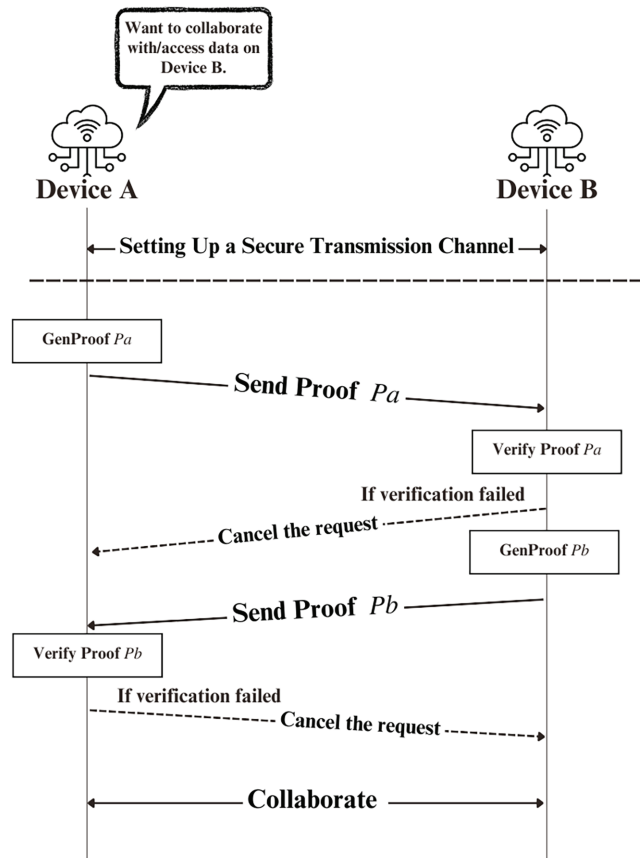 Want to collaborate
with/access data on
Device B.
Device A
Device B
Setting Up a Secure Transmission Channel
GenProof Pa
Send Proof Pa
Verify Proof Pa
If verification failed
Cancel the request
GenProof Pb
Send Proof Pb
Verify Proof Pb
If verification failed
Cancel the request
Collaborate